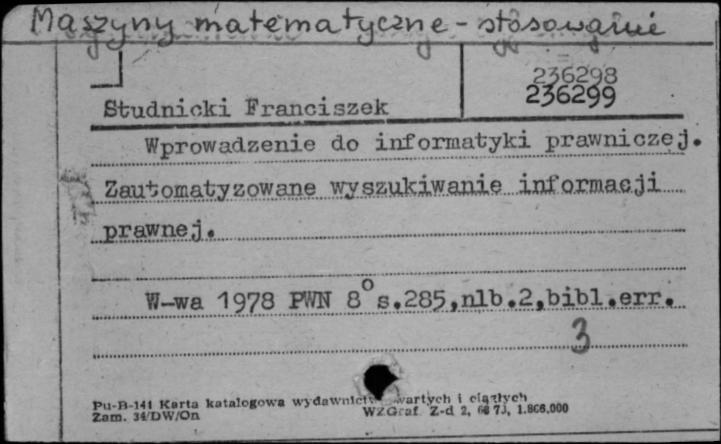 Maszyny matematyczne - stosowanie
236298
236299
Studnicki Franciszek
Wprowadzenie do informatyki prawniczej.
Zautomatyzowane wyszukiwanie informacji
prawnej.
W-wa 1978 PWN 8° s.285,nlb.2,bibl.err.
3
Pu-B-141 Karta katalogowa wydawnictw zwartych i ciągłych
Zam. 34/DW/On WZGraf. Z-d 2, 1.866.000